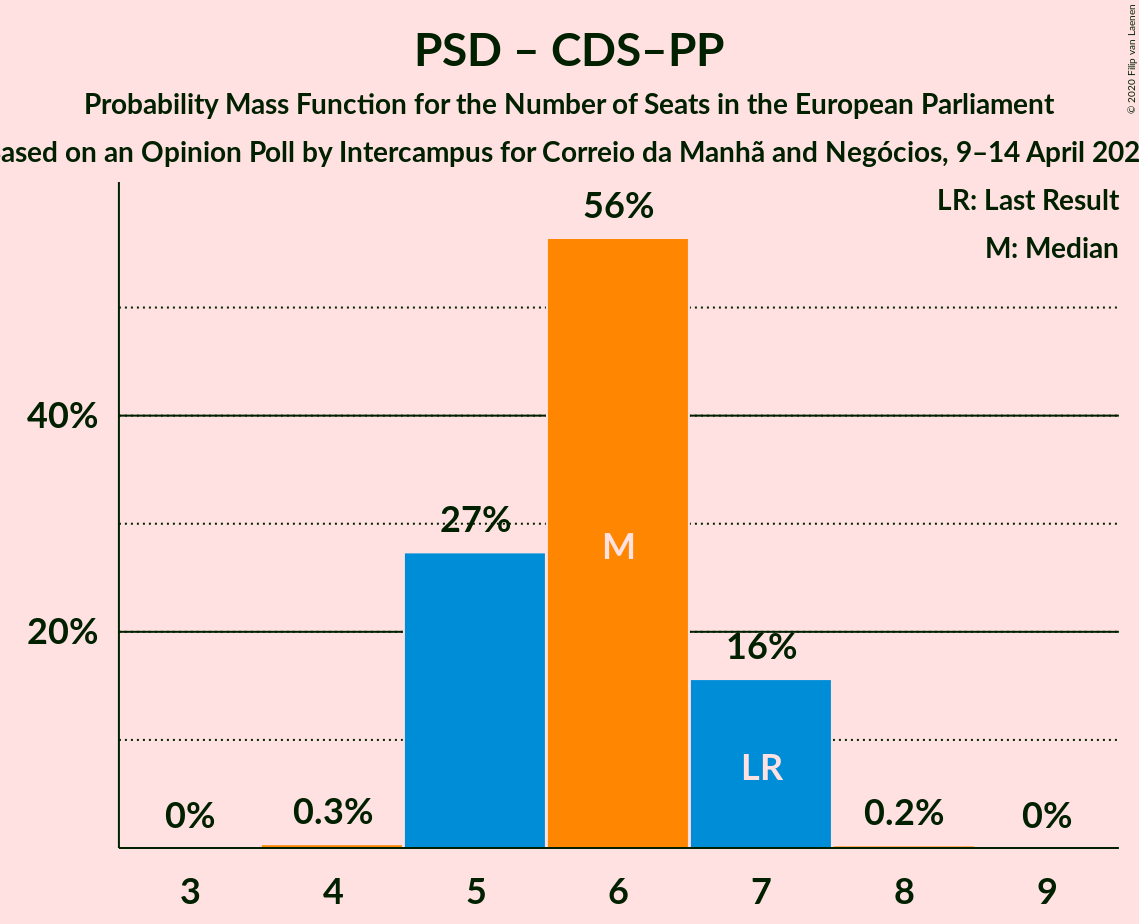 PSD – CDS–PP
Probability Mass Function for the Number of Seats in the European Parliament
ased on an Opinion Poll by Intercampus for Correio da Manhã and Negócios, 9–14 April 202
© 2020 Filip van Laenen
LR: Last Result
M: Median
56%
40%
27%
M
20%
16%
LR
0%
0.3%
0.2%
0%
3 4 5 6 7 8 9